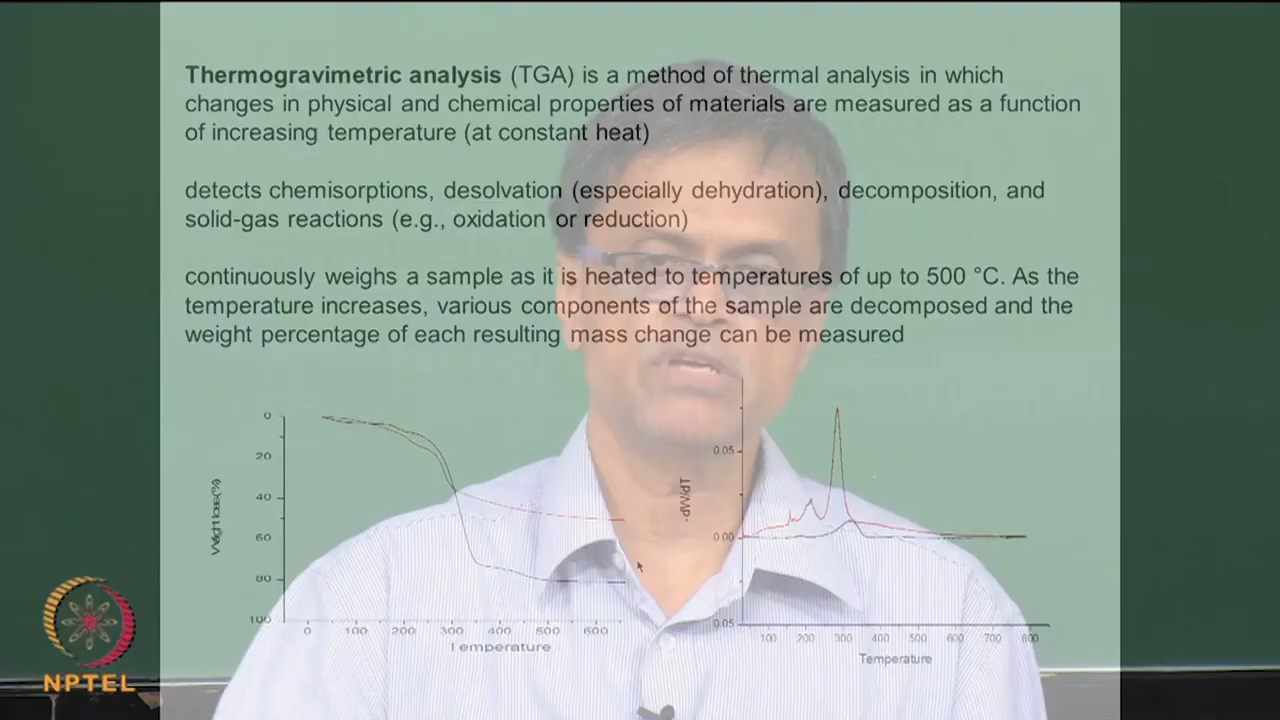 Thermogravimetric analysis (TGA) is a method of thermal analysis in which
changes in physical and chemical properties of materials are measured as a function
of increasing temperature (at constant heat)
detects chemisorptions, desolvation (especially dehydration), decomposition, and
solid-gas reactions (e.g., oxidation or reduction)
continuously weighs a sample as it is heated to temperatures of up to 500 °C. As the
temperature increases, various components of the sample are decomposed and the
weight percentage of each resulting mass change can be measured
0
20
40
60
80
100
Weight loss(%)
0 100 200 300 400 500 600
Temperature
0.05
0.00
0.05
-dW/dT
100 200 300 400 500 600 700 800
Temperature
NPTEL